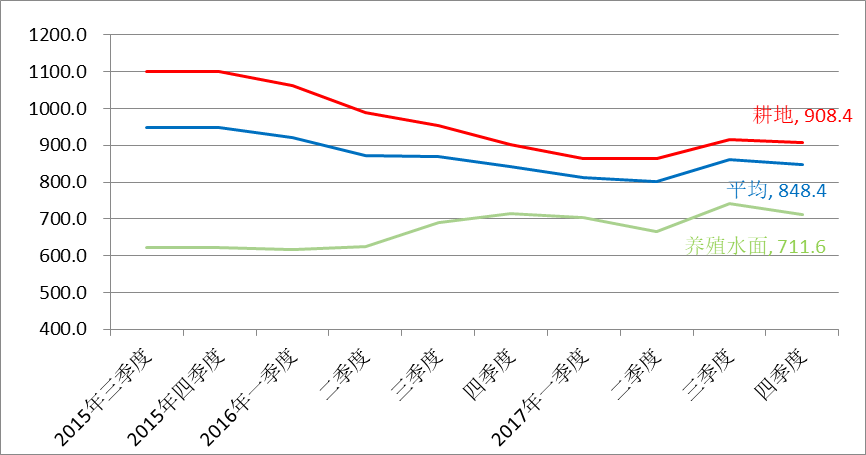 1200.0
1100.0
1000.0
900.0
800.0
700.0
600.0
500.0
400.0
耕地, 908.4
平均, 848.4
养殖水面, 711.6
2015年三季度
2015年四季度
2016年一季度
二季度
三季度
四季度
2017年一季度
二季度
三季度
四季度